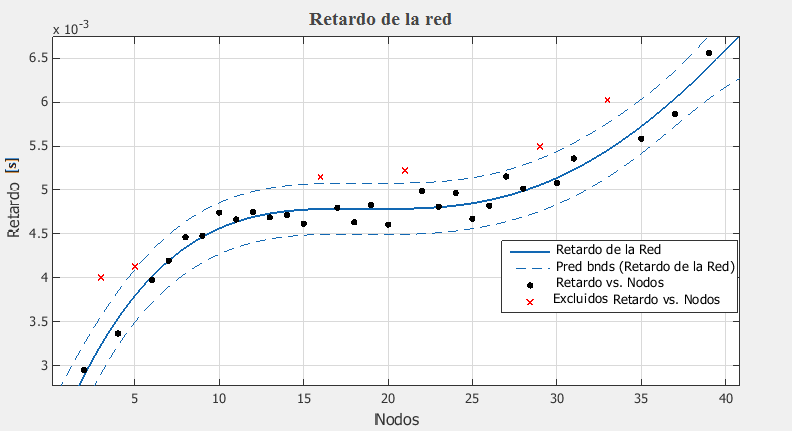 Retardo de la red
x 10-3
6.5
6
5.5
5
4.5
4
3.5
3
Retardo [s]
Retardo de la Red
Pred bnds (Retardo de la Red)
Retardo vs. Nodos
Excluidos Retardo vs. Nodos
5 10 15 20 25 30 35 40
Nodos